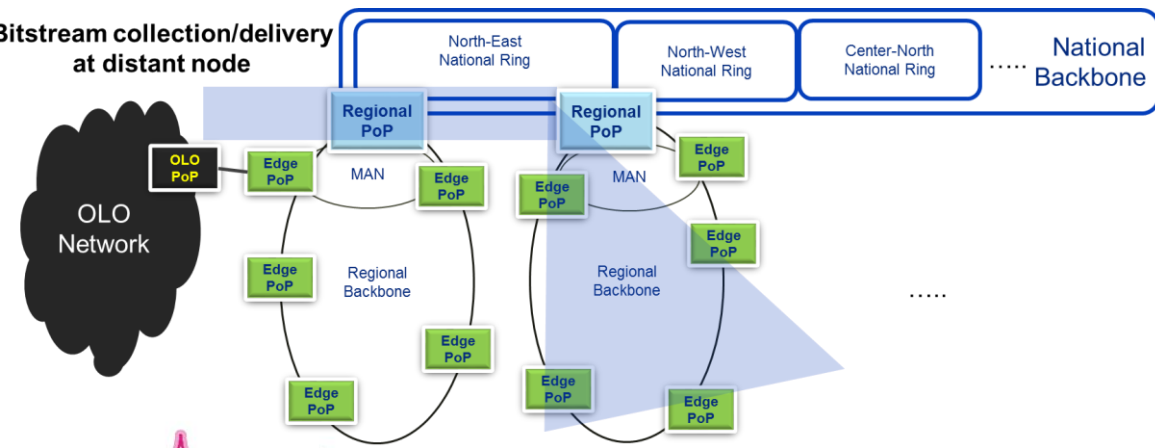 Bitstream collection/delivery
at distant node
North-East
National Ring
North-West
National Ring
Center-North
National Ring
.....
National
Backbone
Regional
PoP
Regional
PoP
OLO
PoP
Edge
PoP
MAN
Edge
PoP
Edge
PoP
MAN
Edge
PoP
OLO
Network
Edge
PoP
Regional
Backbone
Edge
PoP
Regional
Backbone
.....
Edge
PoP
Edge
PoP
Edge
PoP
Edge
PoP